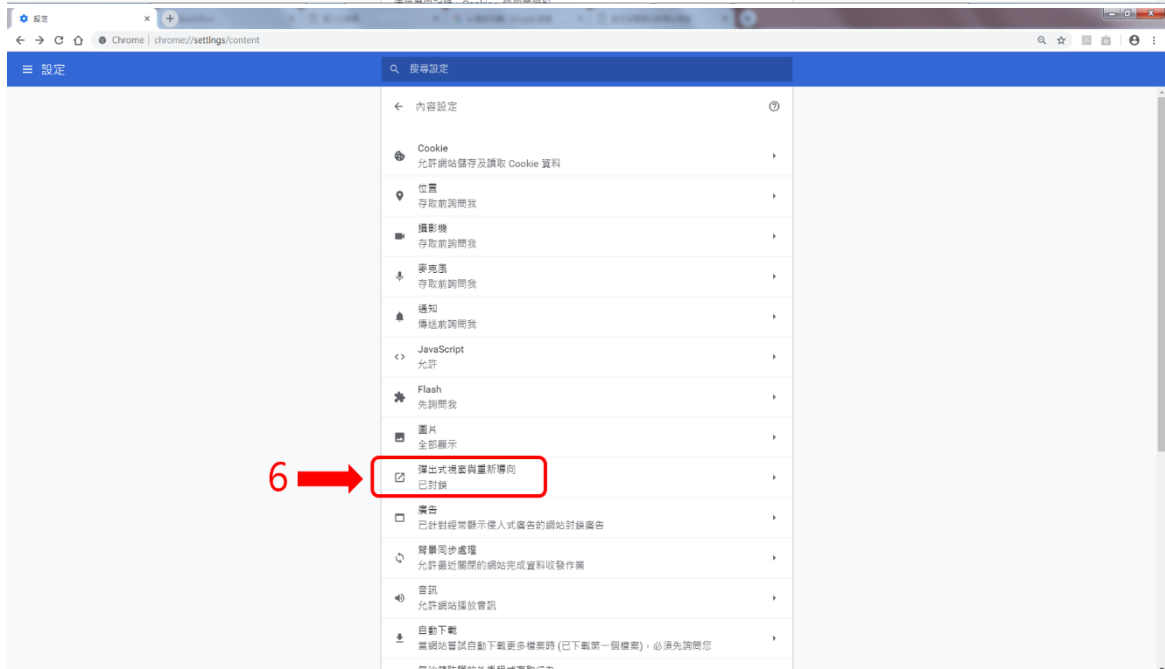 設定
Chrome | chrome://settings/content
設定
搜尋設定
內容設定
Cookie
允許網站儲存及讀取 Cookie 資料
位置
存取前詢問我
攝影機
存取前詢問我
麥克風
存取前詢問我
通知
傳送前詢問我
JavaScript
允許
Flash
先詢問我
圖片
全部顯示
6
彈出式視窗與重新導向
已封鎖
廣告
已針對經常顯示侵入式廣告的網站封鎖廣告
背景同步處理
允許最近關閉的網站完成資料收發作業
音訊
允許網站播放音訊
自動下載
當網站嘗試自動下載更多檔案時 (已下載第一個檔案)，必須先詢問您